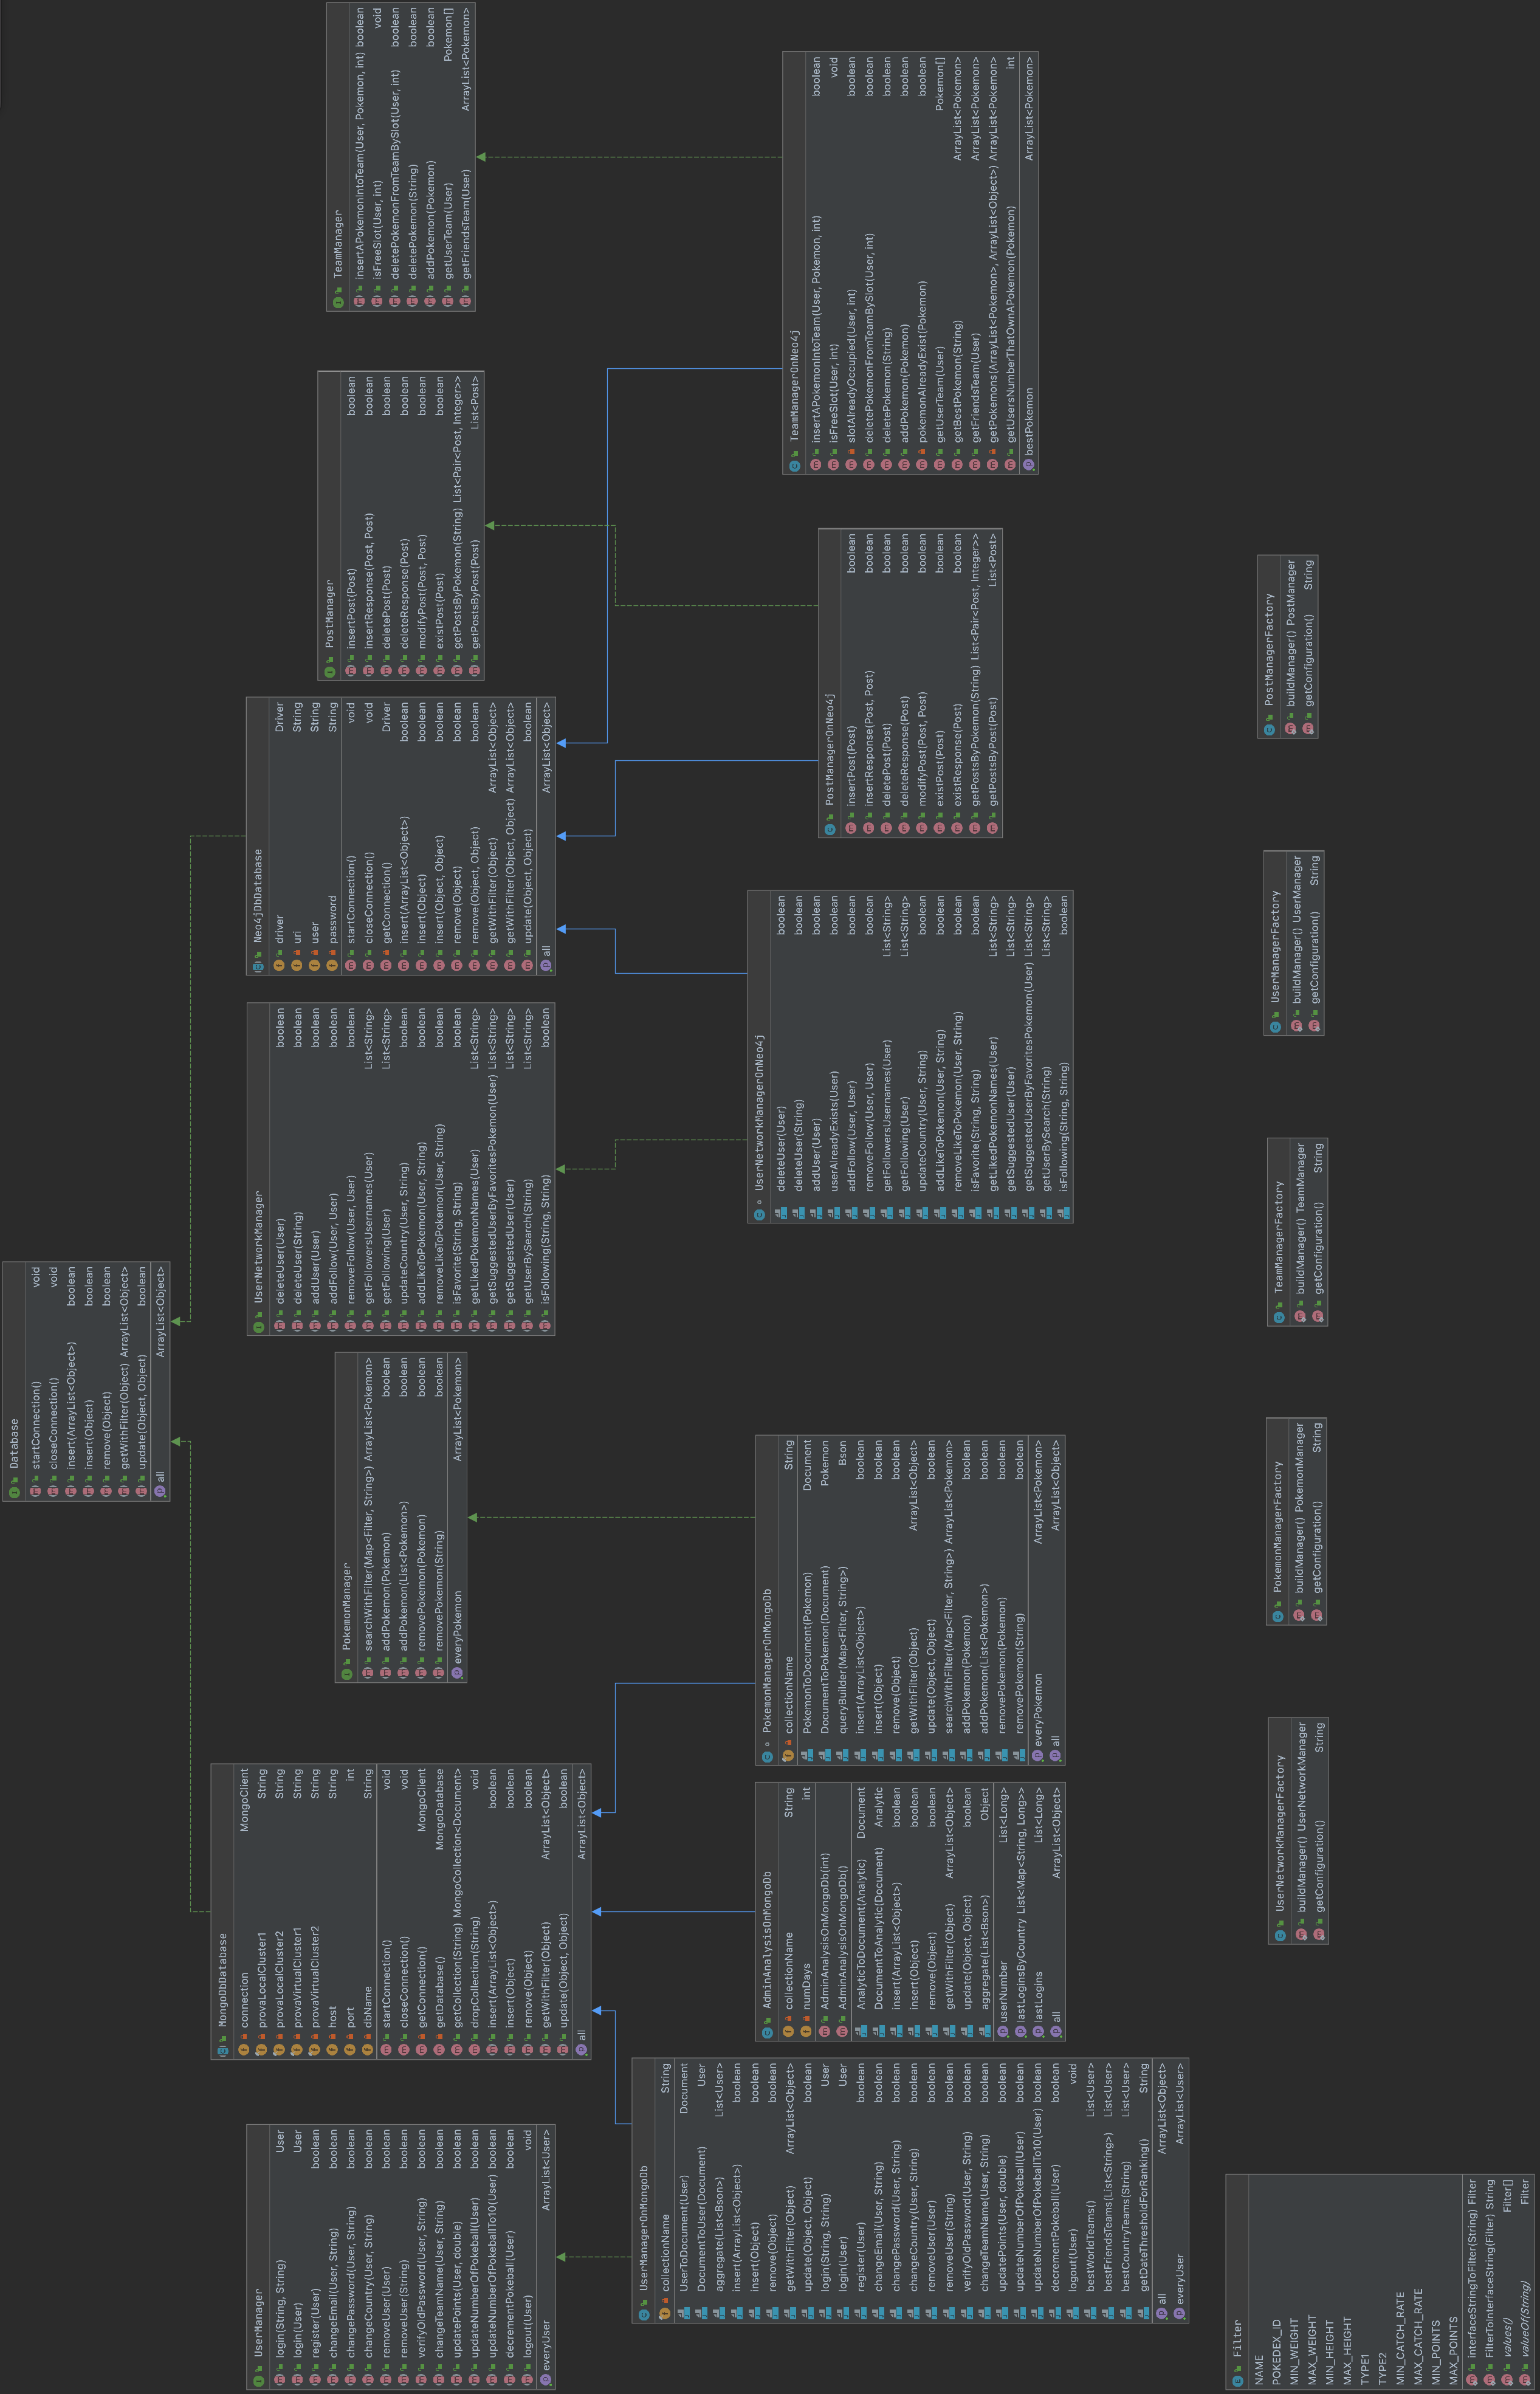 Database
startConnection() void
closeConnection() void
insert(ArrayList<Object>) boolean
insert(Object) boolean
remove(Object) boolean
getWithFilter(Object) ArrayList<Object>
update(Object, Object) boolean
all ArrayList<Object>
UserManager
login(String, String) User
login(User) User
register(User) boolean
changeEmail(User, String) boolean
changePassword(User, String) boolean
changeCountry(User, String) boolean
removeUser(User) boolean
removeUser(String) boolean
verifyOldPassword(User, String) boolean
changeTeamName(User, String) boolean
updatePoints(User, double) boolean
updateNumberOfPokeball(User) boolean
updateNumberOfPokeballTo10(User) boolean
decrementPokeball(User) boolean
logout(User) void
everyUser ArrayList<User>
MongoDbDatabase
connection MongoClient
provaLocalCluster1 String
provaLocalCluster2 String
provaVirtualCluster1 String
provaVirtualCluster2 String
host String
port int
dbName String
startConnection() void
closeConnection() void
getConnection() MongoClient
getDatabase() MongoDatabase
getCollection(String) MongoCollection<Document>
dropCollection(String) void
insert(ArrayList<Object>) boolean
insert(Object) boolean
remove(Object) boolean
getWithFilter(Object) ArrayList<Object>
update(Object, Object) boolean
all ArrayList<Object>
PokemonManager
searchWithFilter(Map<Filter, String>) ArrayList<Pokemon>
addPokemon(Pokemon) boolean
addPokemon(List<Pokemon>) boolean
removePokemon(Pokemon) boolean
removePokemon(String) boolean
everyPokemon ArrayList<Pokemon>
UserNetworkManager
deleteUser(User) boolean
deleteUser(String) boolean
addUser(User) boolean
addFollow(User, User) boolean
removeFollow(User, User) boolean
getFollowersUsernames(User) List<String>
getFollowing(User) List<String>
updateCountry(User, String) boolean
addLikeToPokemon(User, String) boolean
removeLikeToPokemon(User, String) boolean
isFavorite(String, String) boolean
getLikedPokemonNames(User) List<String>
getSuggestedUserByFavoritesPokemon(User) List<String>
getSuggestedUser(User) List<String>
getUserBySearch(String) List<String>
isFollowing(String, String) boolean
Neo4jDbDatabase
driver Driver
uri String
user String
password String
startConnection() void
closeConnection() void
getConnection() Driver
insert(ArrayList<Object>) boolean
insert(Object) boolean
insert(Object, Object) boolean
remove(Object) boolean
remove(Object, Object) boolean
getWithFilter(Object) ArrayList<Object>
getWithFilter(Object, Object) ArrayList<Object>
update(Object, Object) boolean
all ArrayList<Object>
PostManager
insertPost(Post) boolean
insertResponse(Post, Post) boolean
deletePost(Post) boolean
deleteResponse(Post) boolean
modifyPost(Post, Post) boolean
existPost(Post) boolean
getPostsByPokemon(String) List<Pair<Post, Integer>>
getPostsByPost(Post) List<Post>
TeamManager
insertAPokemonIntoTeam(User, Pokemon, int) boolean
isFreeSlot(User, int) void
deletePokemonFromTeamBySlot(User, int) boolean
deletePokemon(String) boolean
addPokemon(Pokemon) boolean
getUserTeam(User) Pokemon[]
getFriendsTeam(User) ArrayList<Pokemon>
UserManagerOnMongoDb
collectionName String
UserToDocument(User) Document
DocumentToUser(Document) User
aggregate(List<Bson>) List<User>
insert(ArrayList<Object>) boolean
insert(Object) boolean
remove(Object) boolean
getWithFilter(Object) ArrayList<Object>
update(Object, Object) boolean
login(String, String) User
login(User) User
register(User) boolean
changeEmail(User, String) boolean
changePassword(User, String) boolean
changeCountry(User, String) boolean
removeUser(User) boolean
removeUser(String) boolean
verifyOldPassword(User, String) boolean
changeTeamName(User, String) boolean
updatePoints(User, double) boolean
updateNumberOfPokeball(User) boolean
updateNumberOfPokeballTo10(User) boolean
decrementPokeball(User) boolean
logout(User) void
bestWorldTeams() List<User>
bestFriendsTeams(List<String>) List<User>
bestCountryTeams(String) List<User>
getDateThresholdForRanking() String
all ArrayList<Object>
everyUser ArrayList<User>
AdminAnalysisOnMongoDb
collectionName String
numDays int
AdminAnalysisOnMongoDb(int)
AdminAnalysisOnMongoDb()
AnalyticToDocument(Analytic) Document
DocumentToAnalytic(Document) Analytic
insert(ArrayList<Object>) boolean
insert(Object) boolean
remove(Object) boolean
getWithFilter(Object) ArrayList<Object>
update(Object, Object) boolean
aggregate(List<Bson>) Object
userNumber List<Long>
lastLoginsByCountry List<Map<String, Long>>
lastLogins List<Long>
all ArrayList<Object>
PokemonManagerOnMongoDb
collectionName String
PokemonToDocument(Pokemon) Document
DocumentToPokemon(Document) Pokemon
queryBuilder(Map<Filter, String>) Bson
insert(ArrayList<Object>) boolean
insert(Object) boolean
remove(Object) boolean
getWithFilter(Object) ArrayList<Object>
update(Object, Object) boolean
searchWithFilter(Map<Filter, String>) ArrayList<Pokemon>
addPokemon(Pokemon) boolean
addPokemon(List<Pokemon>) boolean
removePokemon(Pokemon) boolean
removePokemon(String) boolean
everyPokemon ArrayList<Pokemon>
all ArrayList<Object>
UserNetworkManagerOnNeo4j
deleteUser(User) boolean
deleteUser(String) boolean
addUser(User) boolean
userAlreadyExists(User) boolean
addFollow(User, User) boolean
removeFollow(User, User) boolean
getFollowersUsernames(User) List<String>
getFollowing(User) List<String>
updateCountry(User, String) boolean
addLikeToPokemon(User, String) boolean
removeLikeToPokemon(User, String) boolean
isFavorite(String, String) boolean
getLikedPokemonNames(User) List<String>
getSuggestedUser(User) List<String>
getSuggestedUserByFavoritesPokemon(User) List<String>
getUserBySearch(String) List<String>
isFollowing(String, String) boolean
PostManagerOnNeo4j
insertPost(Post) boolean
insertResponse(Post, Post) boolean
deletePost(Post) boolean
deleteResponse(Post) boolean
modifyPost(Post, Post) boolean
existPost(Post) boolean
existResponse(Post) boolean
getPostsByPokemon(String) List<Pair<Post, Integer>>
getPostsByPost(Post) List<Post>
TeamManagerOnNeo4j
insertAPokemonIntoTeam(User, Pokemon, int) boolean
isFreeSlot(User, int) void
slotAlreadyOccupied(User, int) boolean
deletePokemonFromTeamBySlot(User, int) boolean
deletePokemon(String) boolean
addPokemon(Pokemon) boolean
pokemonAlreadyExist(Pokemon) boolean
getUserTeam(User) Pokemon[]
getBestPokemon(String) ArrayList<Pokemon>
getFriendsTeam(User) ArrayList<Pokemon>
getPokemons(ArrayList<Pokemon>, ArrayList<Object>) ArrayList<Pokemon>
getUsersNumberThatOwnAPokemon(Pokemon) int
bestPokemon ArrayList<Pokemon>
Filter
NAME
POKEDEX_ID
MIN_WEIGHT
MAX_WEIGHT
MIN_HEIGHT
MAX_HEIGHT
TYPE1
TYPE2
MIN_CATCH_RATE
MAX_CATCH_RATE
MIN_POINTS
MAX_POINTS
interfaceStringToFilter(String) Filter
FilterToInterfaceString(Filter) String
values() Filter[]
valueOf(String) Filter
UserNetworkManagerFactory
buildManager() UserNetworkManager
getConfiguration() String
PokemonManagerFactory
buildManager() PokemonManager
getConfiguration() String
TeamManagerFactory
buildManager() TeamManager
getConfiguration() String
UserManagerFactory
buildManager() UserManager
getConfiguration() String
PostManagerFactory
buildManager() PostManager
getConfiguration() String